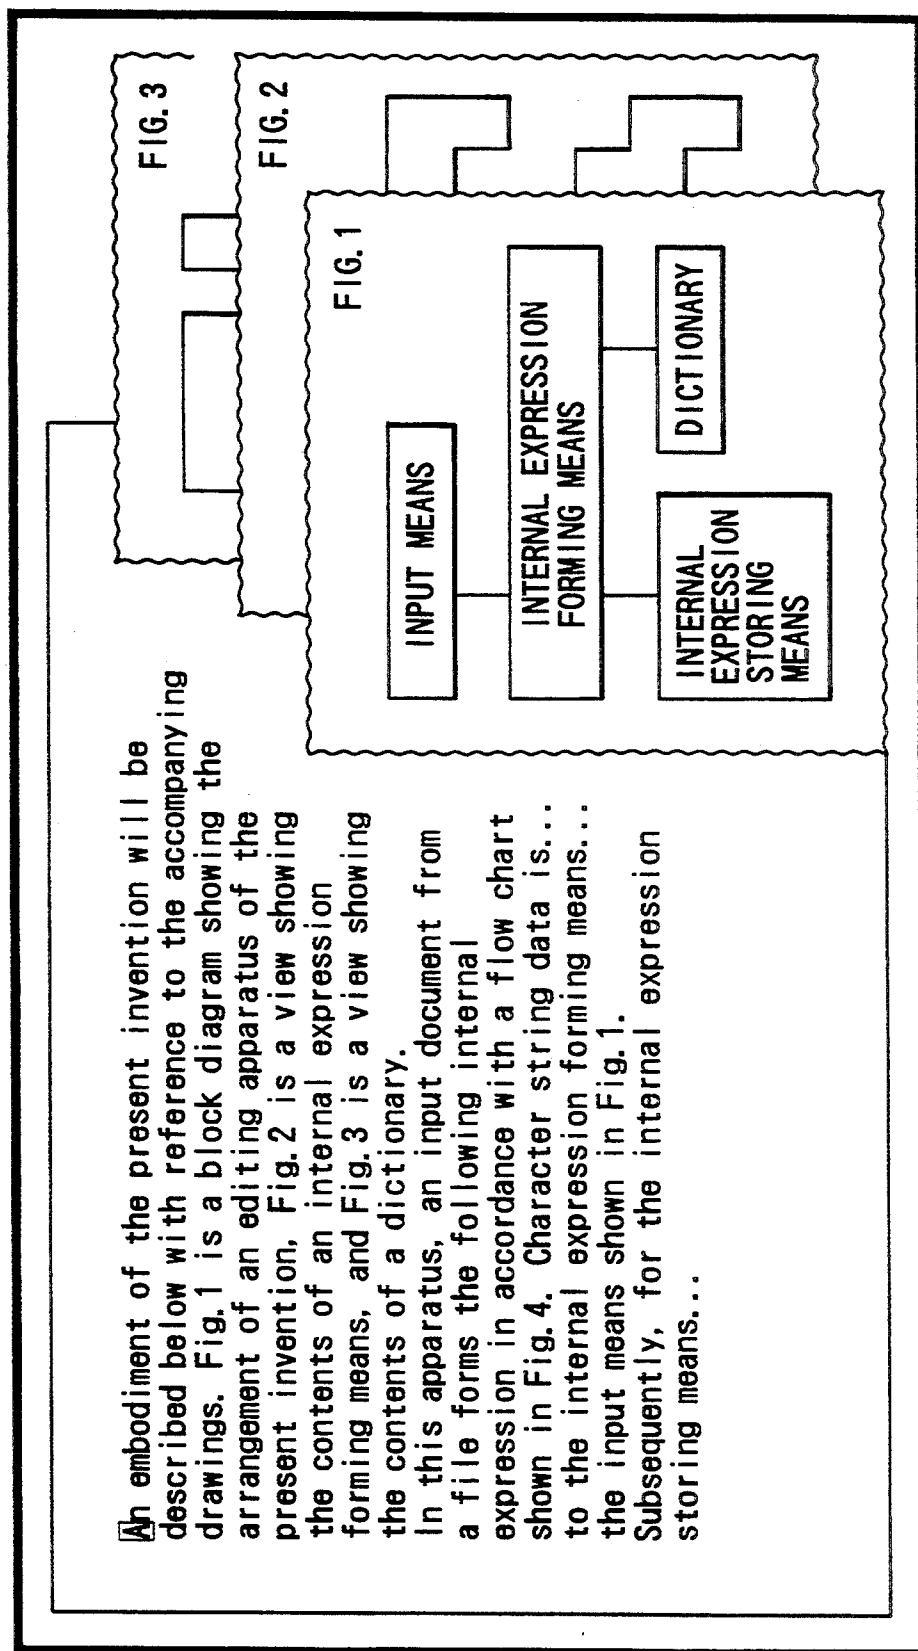 An embodiment of the present invention will be
described below with reference to the accompanying
drawings. Fig.1 is a block diagram showing the
arrangement of an editing apparatus of the
present invention, Fig.2 is a view showing
the contents of an internal expression
forming means, and Fig.3 is a view showing
the contents of a dictionary.
In this apparatus, an input document from
a file forms the following internal
expression in accordance with a flow chart
shown in Fig.4. Character string data is...
to the internal expression forming means...
the input means shown in Fig.1.
Subsequently, for the internal expression
storing means...
FIG.3
FIG.2
FIG.1
INPUT MEANS
INTERNAL EXPRESSION
FORMING MEANS
INTERNAL
EXPRESSION
STORING
MEANS
DICTIONARY